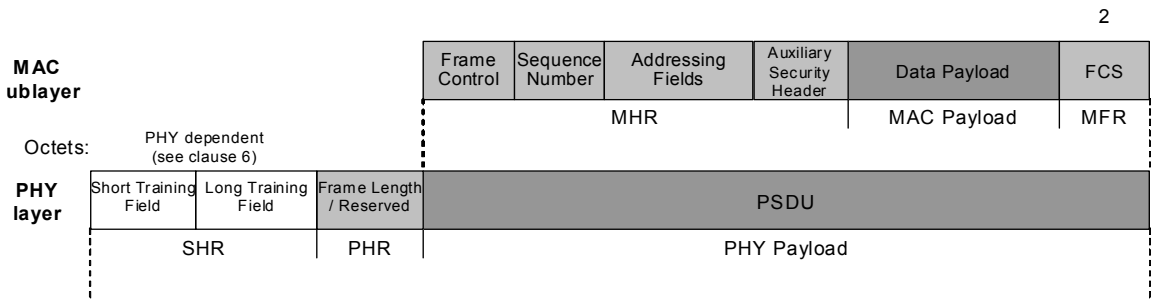 2
MAC
ublayer
Frame
Control
Sequence
Number
Addressing
Fields
Auxiliary
Security
Header
Data Payload
FCS
MHR
MAC Payload
MFR
Octets:
PHY dependent
(see clause 6)
PHY
layer
Short Training
Field
Long Training
Field
Frame Length
/ Reserved
PSDU
SHR
PHR
PHY Payload